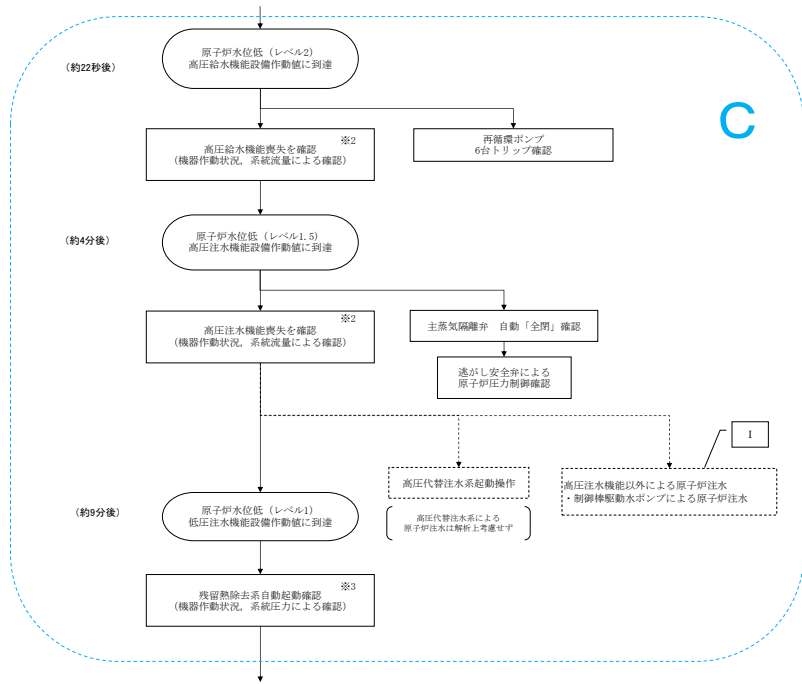 原子炉水位低（レベル2）
高圧給水機能設備作動値に到達
（約22秒後）
C
※2
高圧給水機能喪失を確認
（機器作動状況，系統流量による確認）
再循環ポンプ
6台トリップ確認
原子炉水位低（レベル1.5）
高圧注水機能設備作動値に到達
（約4分後）
※2
高圧注水機能喪失を確認
（機器作動状況，系統流量による確認）
主蒸気隔離弁　自動「全閉」確認
逃がし安全弁による
原子炉圧力制御確認
I
高圧代替注水系起動操作
高圧注水機能以外による原子炉注水
・制御棒駆動水ポンプによる原子炉注水
高圧代替注水系による
原子炉注水は解析上考慮せず
原子炉水位低（レベル1）
低圧注水機能設備作動値に到達
（約9分後）
※3
残留熱除去系自動起動確認
（機器作動状況，系統圧力による確認）